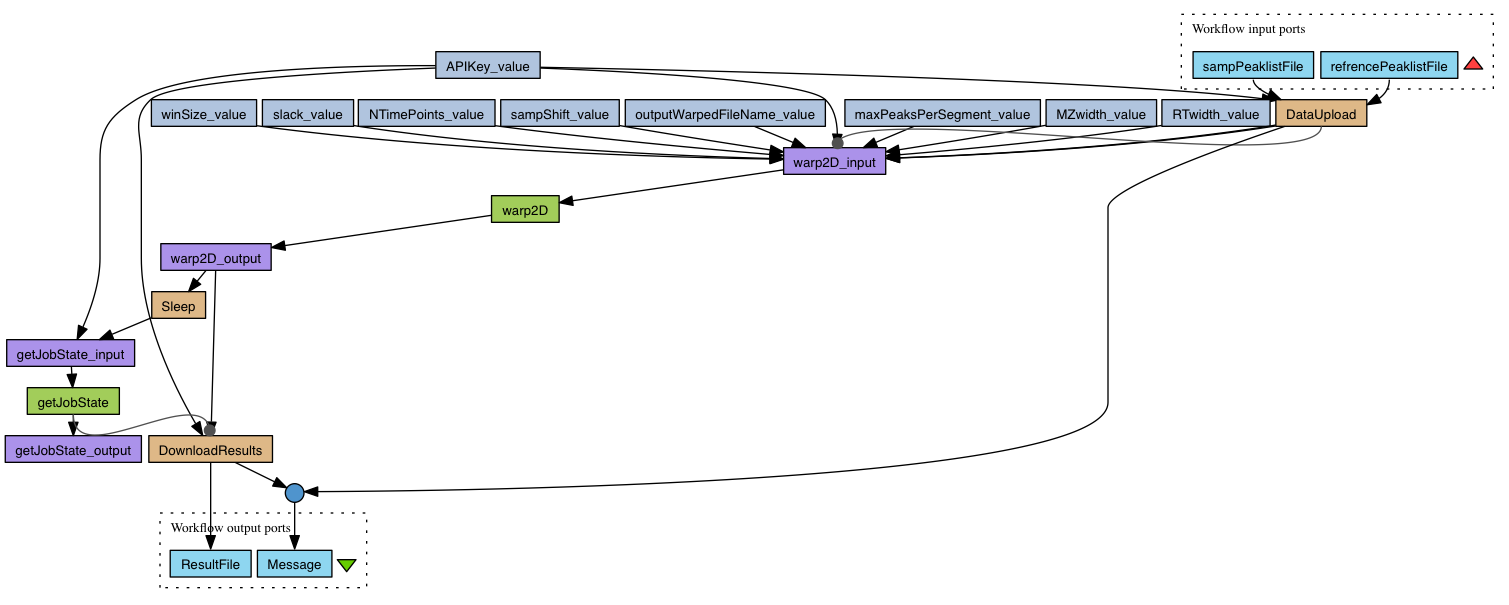 Workflow input ports
APIKey_value
sampPeaklistFile
refrencePeaklistFile
winSize_value
slack_value
NTimePoints_value
sampShift_value
outputWarpedFileName_value
maxPeaksPerSegment_value
MZwidth_value
RTwidth_value
DataUpload
warp2D_input
warp2D
warp2D_output
Sleep
getJobState_input
getJobState
getJobState_output
DownloadResults
Workflow output ports
ResultFile
Message